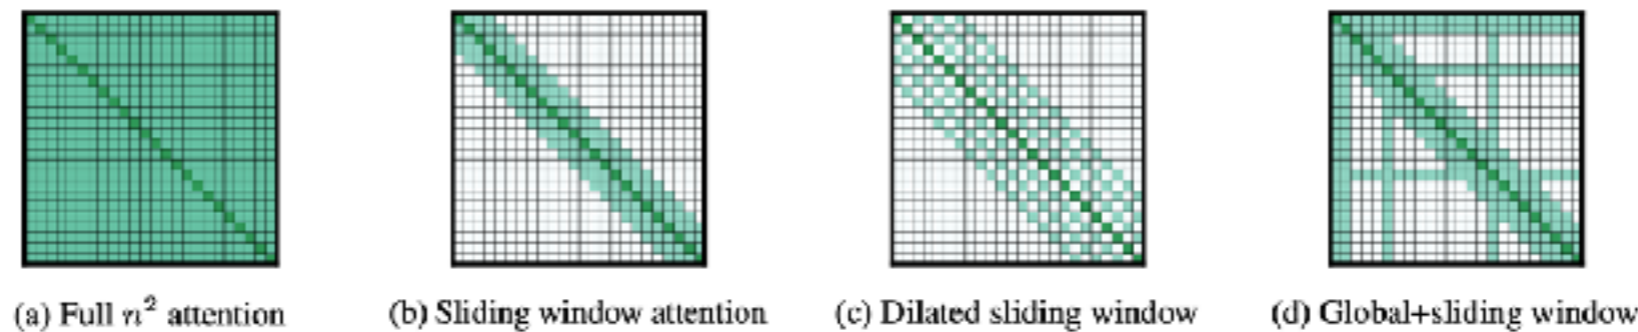 (a) Full n² attention
(b) Sliding window attention
(c) Dilated sliding window
(d) Global+sliding window